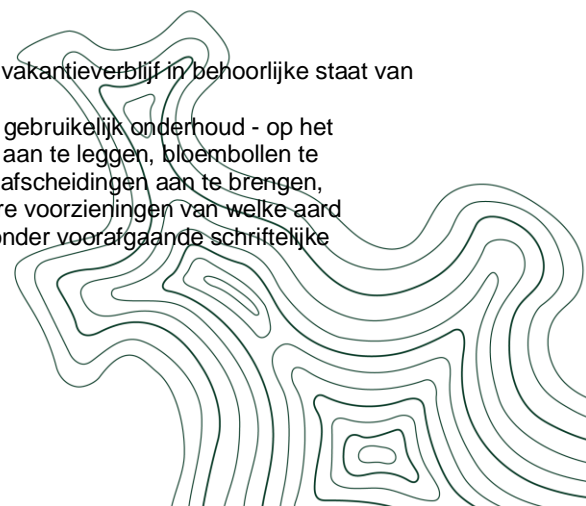 vakantieverblijf in behoorlijke staat van
gebruikelijk onderhoud - op het
aan te leggen, bloembollen te
afscheidingen aan te brengen,
re voorzieningen van welke aard
onder voorafgaande schriftelijke